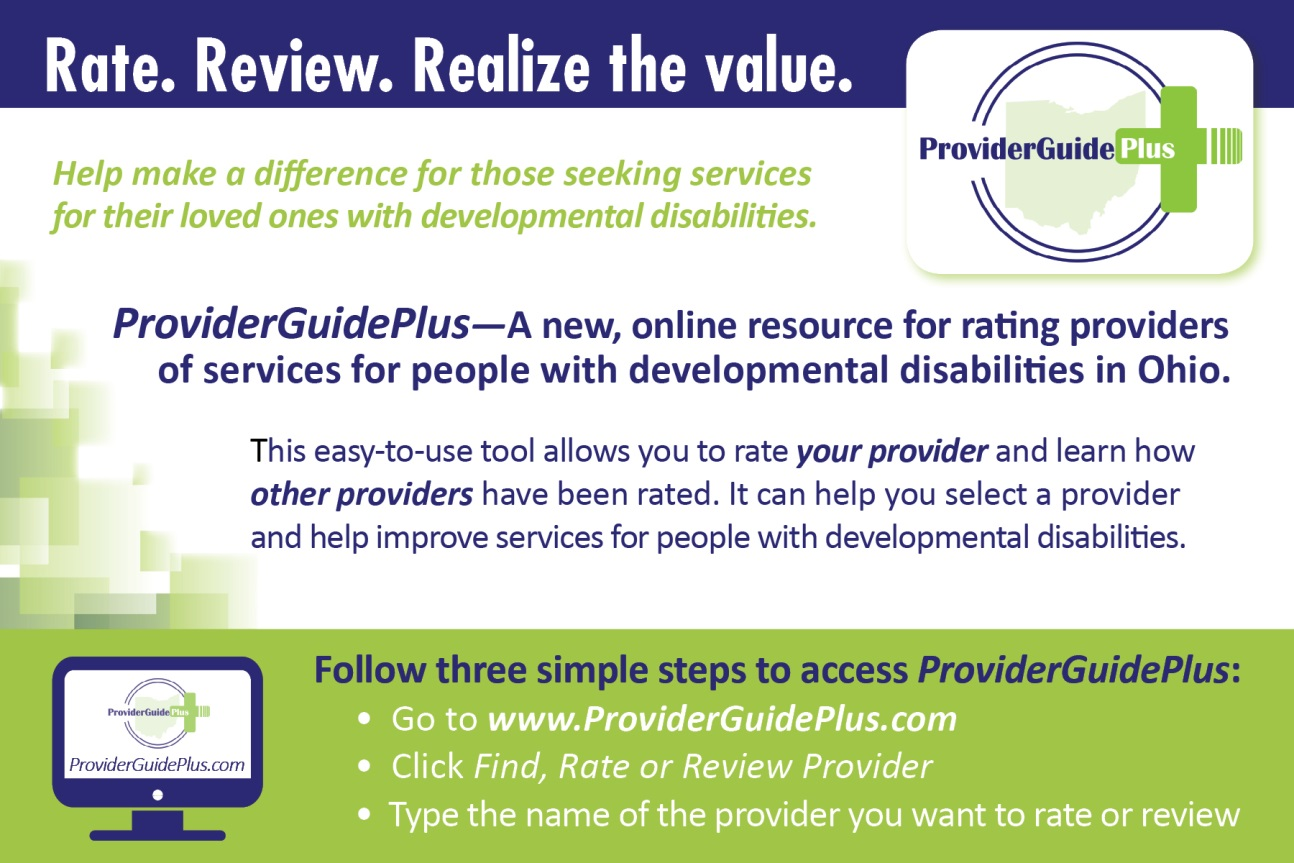 Rate. Review. Realize the value.
ProviderGuide Plus
Help make a difference for those seeking services
for their loved ones with developmental disabilities.
ProviderGuidePlus—A new, online resource for rating providers
of services for people with developmental disabilities in Ohio.
This easy-to-use tool allows you to rate your provider and learn how
other providers have been rated. It can help you select a provider
and help improve services for people with developmental disabilities.
ProviderGuide Plus
ProviderGuidePlus.com
Follow three simple steps to access ProviderGuidePlus:
• Go to www.ProviderGuidePlus.com
• Click Find, Rate or Review Provider
• Type the name of the provider you want to rate or review